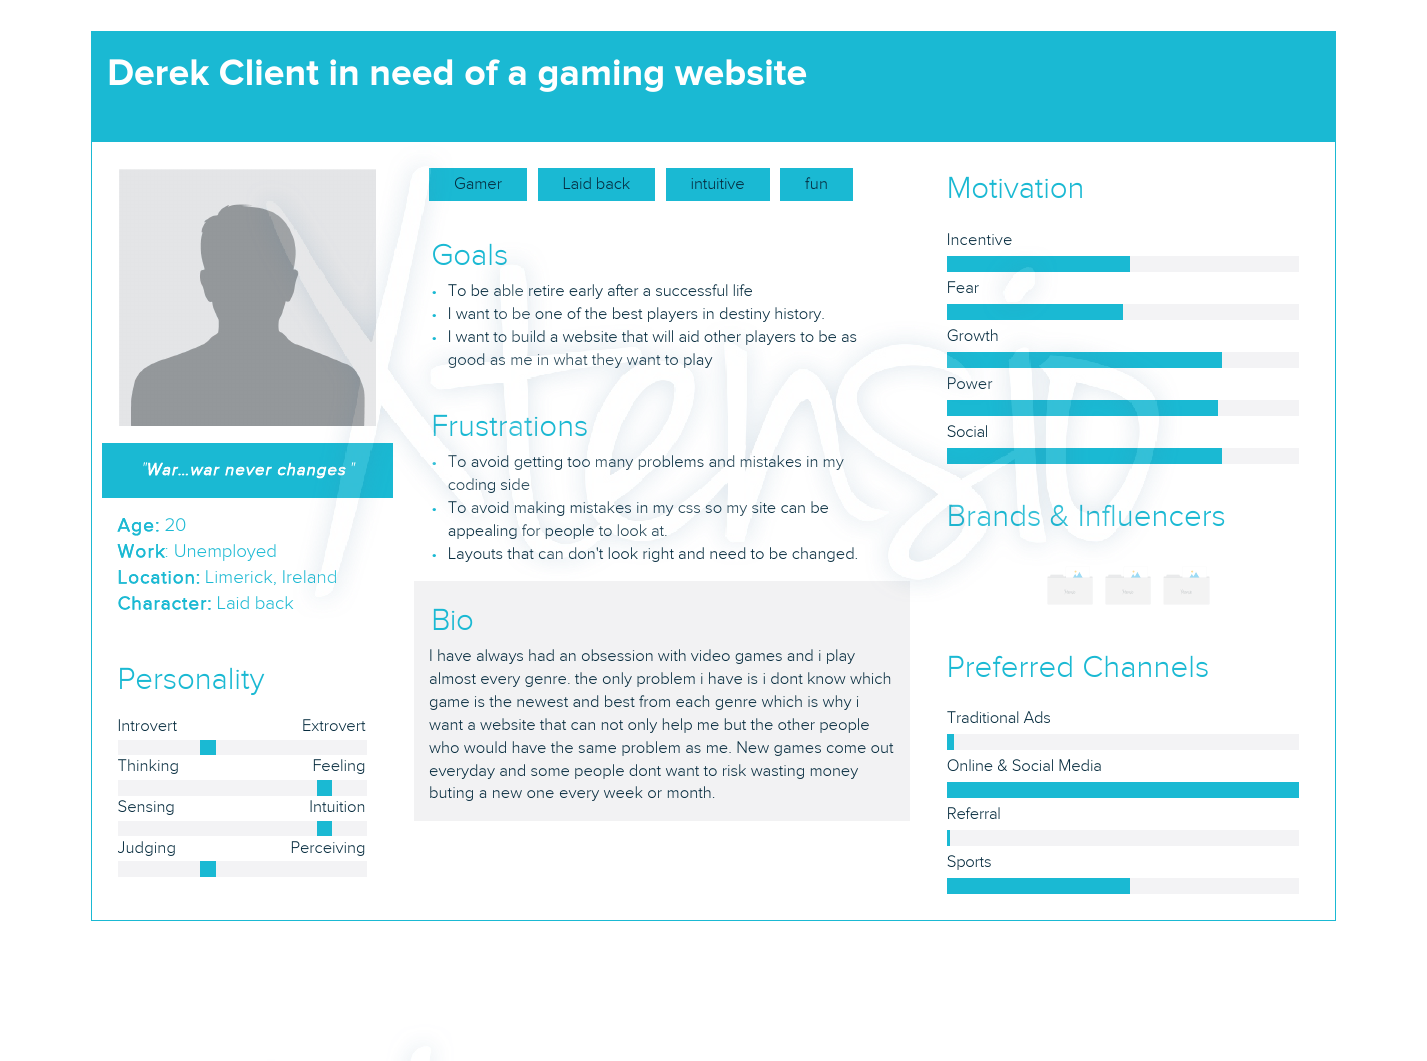 Derek Client in need of a gaming website
"War...war never changes "
Age: 20
Work: Unemployed
Location: Limerick, Ireland
Character: Laid back
Personality
Introvert Extrovert
Thinking Feeling
Sensing Intuition
Judging Perceiving
Gamer Laid back intuitive fun
Goals
• To be able retire early after a successful life
• I want to be one of the best players in destiny history.
• I want to build a website that will aid other players to be as
good as me in what they want to play
Frustrations
• To avoid getting too many problems and mistakes in my
coding side
• To avoid making mistakes in my css so my site can be
appealing for people to look at.
• Layouts that can don't look right and need to be changed.
Bio
I have always had an obsession with video games and i play
almost every genre. the only problem i have is i dont know which
game is the newest and best from each genre which is why i
want a website that can not only help me but the other people
who would have the same problem as me. New games come out
everyday and some people dont want to risk wasting money
buting a new one every week or month.
Motivation
Incentive
Fear
Growth
Power
Social
Brands & Influencers
Preferred Channels
Traditional Ads
Online & Social Media
Referral
Sports
Xtensio